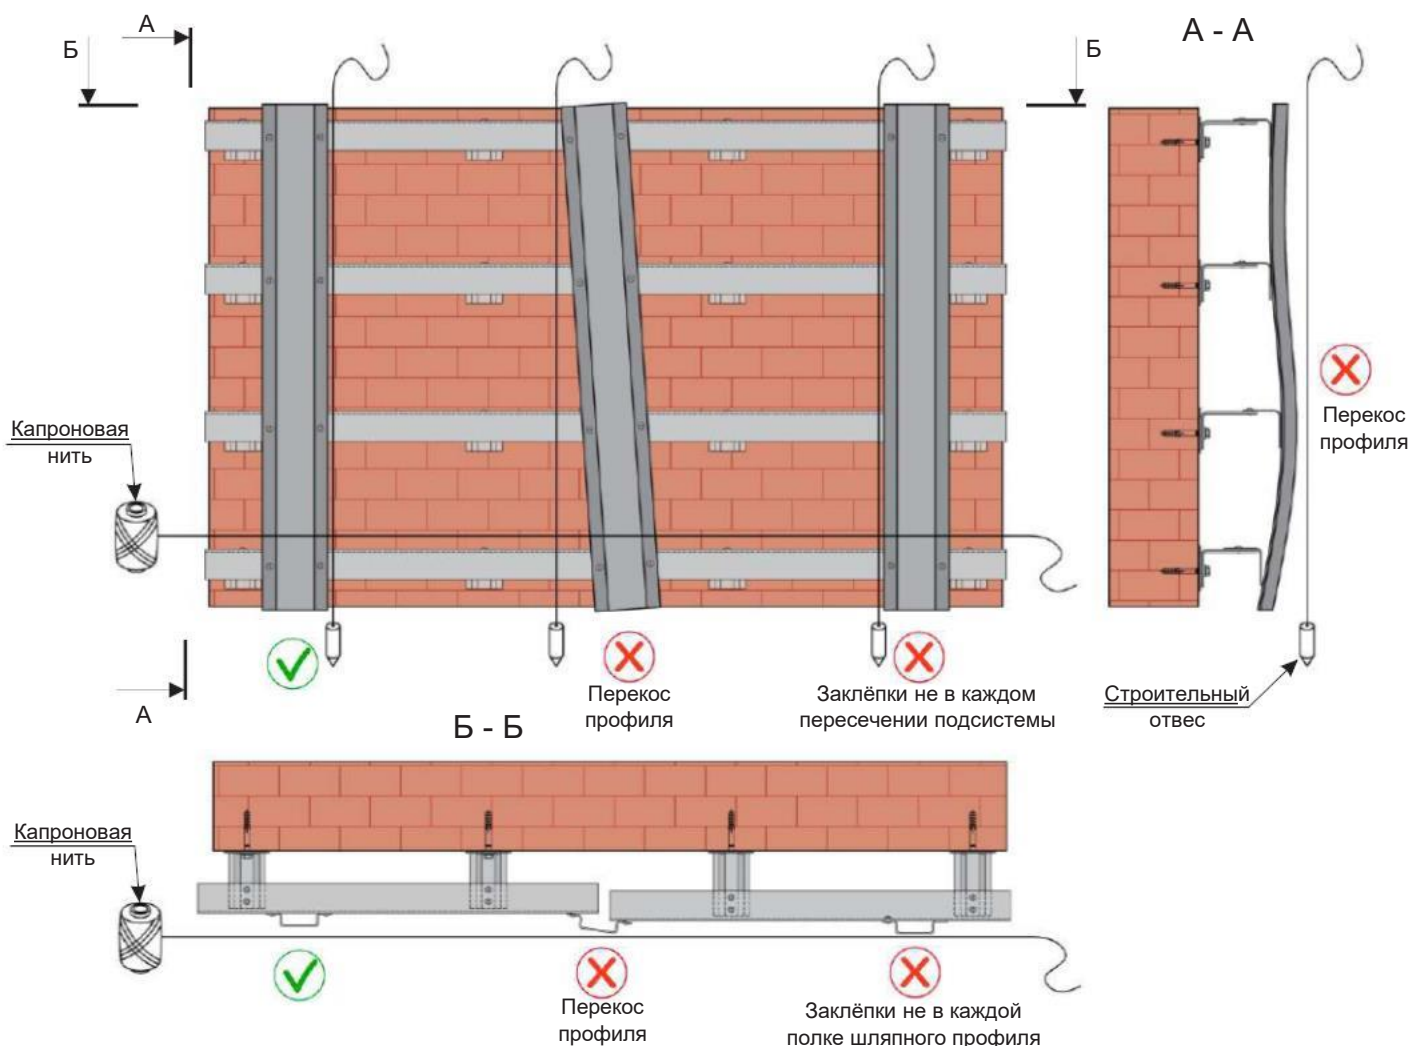 А
Б
Б
А - А
Капроновая
нить
Перекос
профиля
А
Перекос
профиля
Заклёпки не в каждом
пересечении подсистемы
Строительный
отвес
Б - Б
Капроновая
нить
Перекос
профиля
Заклёпки не в каждой
полке шляпного профиля